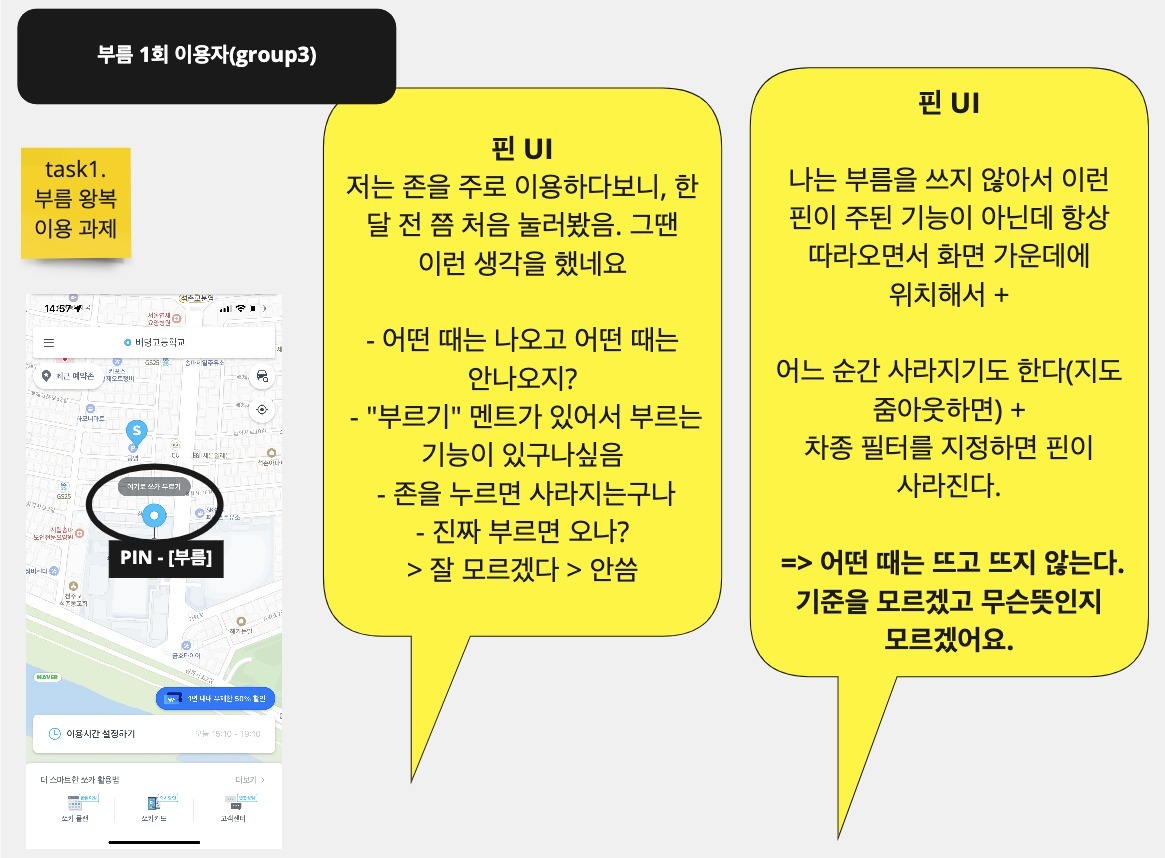 부름 1회 이용자(group3)
task1.
부름 왕복
이용 과제
핀 UI
저는 존을 주로 이용하다보니, 한
달 전 쯤 처음 눌러봤음. 그땐
이런 생각을 했네요
- 어떤 때는 나오고 어떤 때는
안나오지?
- "부르기" 멘트가 있어서 부르는
기능이 있구나싶음
- 존을 누르면 사라지는구나
- 진짜 부르면 오나?
> 잘 모르겠다 > 안씀
핀 UI
나는 부름을 쓰지 않아서 이런
핀이 주된 기능이 아닌데 항상
따라오면서 화면 가운데에
위치해서 +
어느 순간 사라지기도 한다(지도
줌아웃하면) +
차종 필터를 지정하면 핀이
사라진다.
=> 어떤 때는 뜨고 뜨지 않는다.
기준을 모르겠고 무슨뜻인지
모르겠어요.
14:57
최근 예약존
S
GS25
GS25
여기로 쏘카 부르기
PIN - [부름]
NAVER
이용시간 설정하기
오늘 15:10 - 19:10
더 스마트한 쏘카 활용법
더보기 >
쏘카 플랜
쏘카카드
고객센터